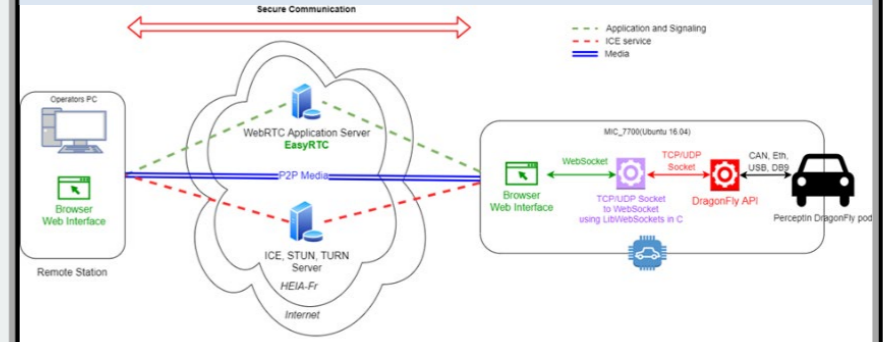 Secure Communication
Application and Signaling
ICE service
Media
Operators PC
Browser
Web Interface
Remote Station
WebRTC Application Server
EasyRTC
P2P Media
ICE, STUN, TURN
Server
HEIA-Fr
Internet
MIC_7700(Ubuntu 16.04)
Browser
Web Interface
WebSocket
TCP/UDP Socket
to WebSocket
using LibWebSockets in C
TCP/UDP
Socket
DragonFly API
CAN, Eth,
USB, DB9
Perceptin DragonFly pod